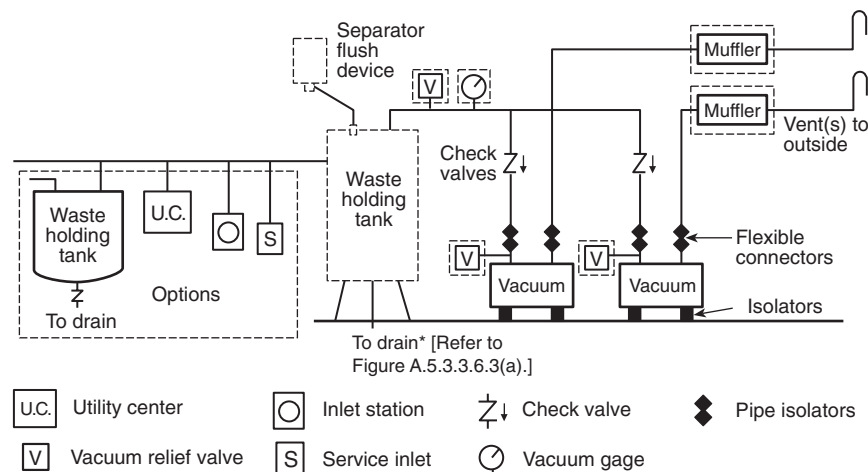 Separator
flush
device
V
Muffler
Muffler
Vent(s) to
outside
Check
valves
Waste
holding
tank
U.C.
S
Waste
holding
tank
Options
To drain
V
V
Flexible
connectors
Vacuum
Vacuum
Isolators
To drain* [Refer to
Figure A.5.3.3.6.3(a).]
U.C. Utility center
Inlet station
Check valve
Pipe isolators
V Vacuum relief valve
S Service inlet
Vacuum gage